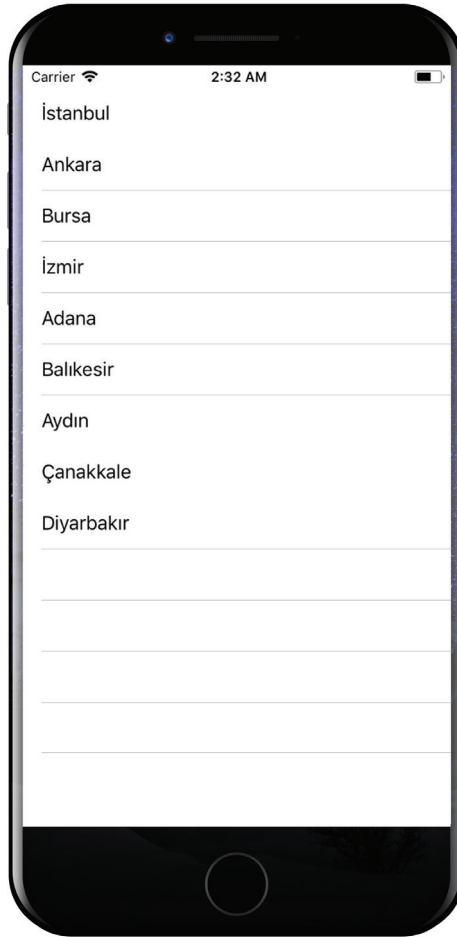 Carrier
2:32 AM
İstanbul
Ankara
Bursa
İzmir
Adana
Balıkesir
Aydın
Çanakkale
Diyarbakır